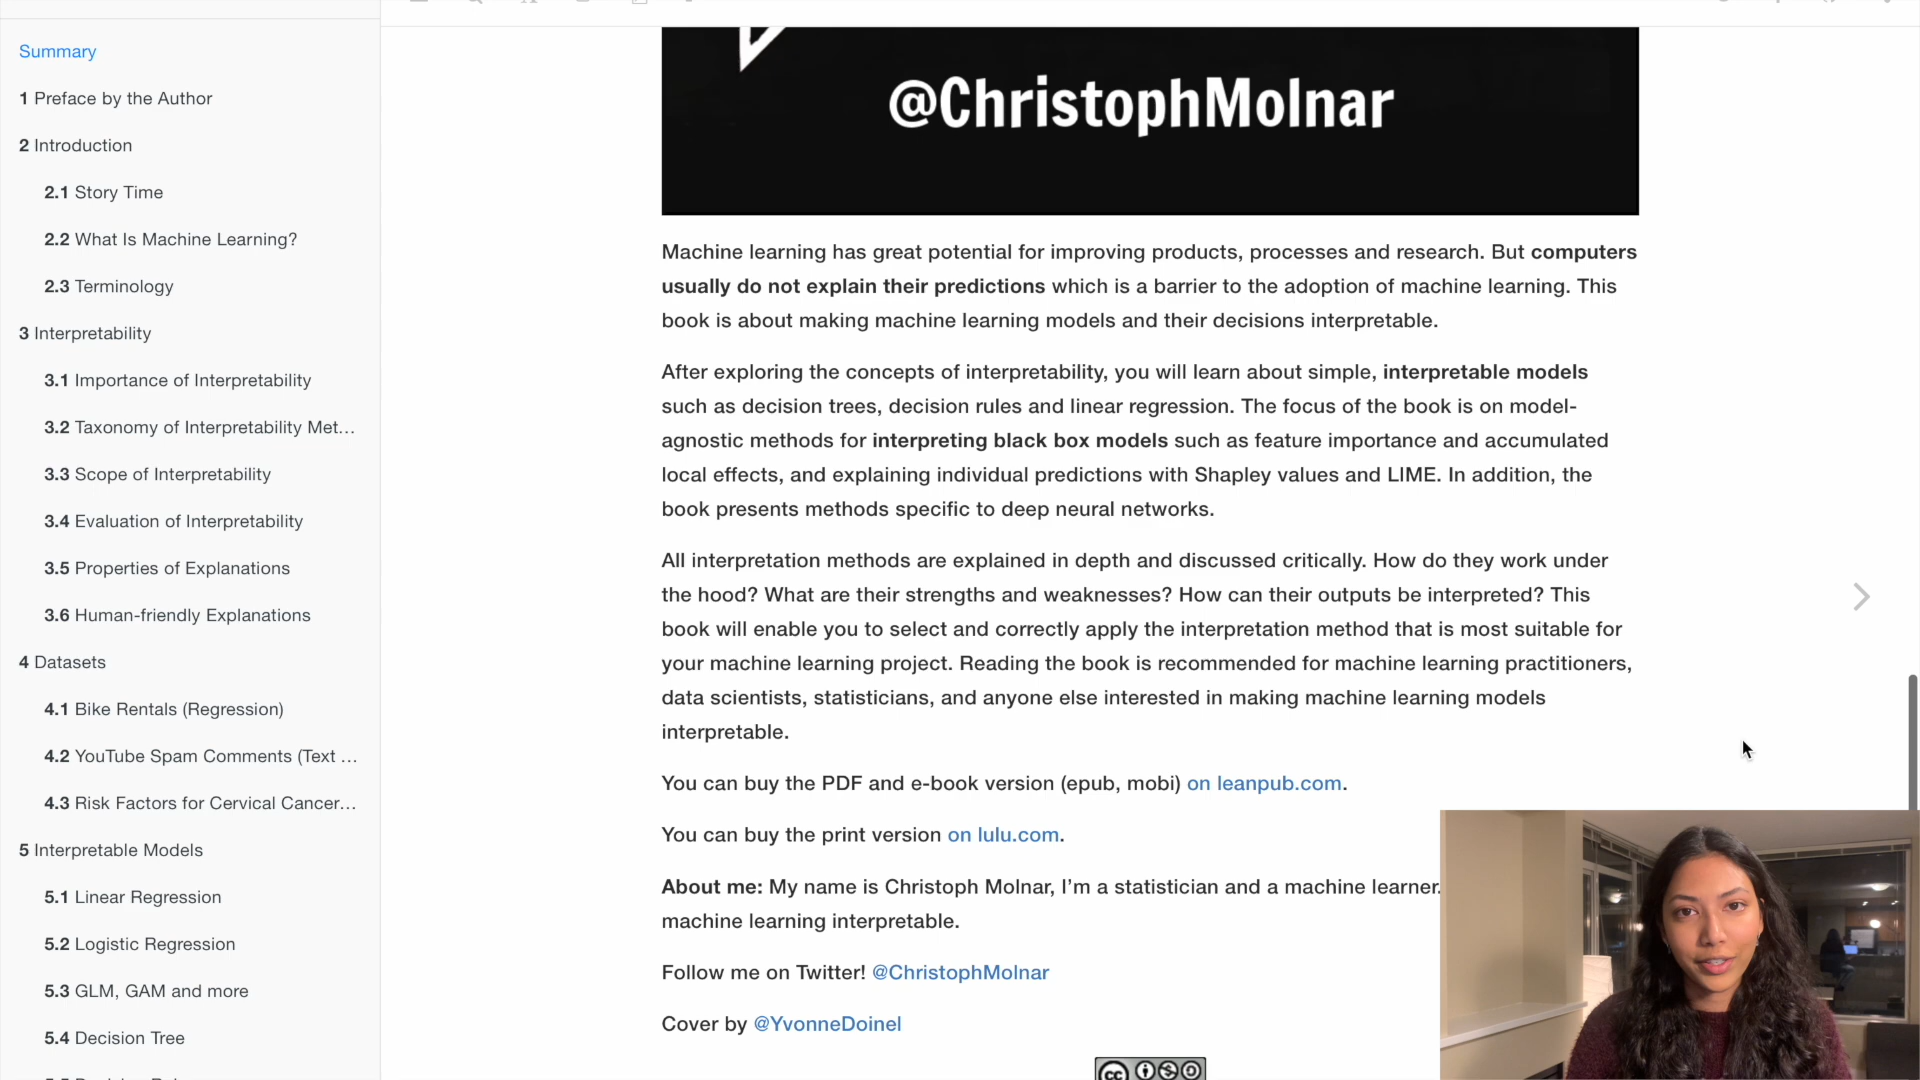 Summary
1 Preface by the Author
2 Introduction
2.1 Story Time
2.2 What Is Machine Learning?
2.3 Terminology
3 Interpretability
3.1 Importance of Interpretability
3.2 Taxonomy of Interpretability Met...
3.3 Scope of Interpretability
3.4 Evaluation of Interpretability
3.5 Properties of Explanations
3.6 Human-friendly Explanations
4 Datasets
4.1 Bike Rentals (Regression)
4.2 YouTube Spam Comments (Text ...
4.3 Risk Factors for Cervical Cancer...
5 Interpretable Models
5.1 Linear Regression
5.2 Logistic Regression
5.3 GLM, GAM and more
5.4 Decision Tree
@ChristophMolnar
Machine learning has great potential for improving products, processes and research. But computers
usually do not explain their predictions which is a barrier to the adoption of machine learning. This
book is about making machine learning models and their decisions interpretable.
After exploring the concepts of interpretability, you will learn about simple, interpretable models
such as decision trees, decision rules and linear regression. The focus of the book is on model-
agnostic methods for interpreting black box models such as feature importance and accumulated
local effects, and explaining individual predictions with Shapley values and LIME. In addition, the
book presents methods specific to deep neural networks.
All interpretation methods are explained in depth and discussed critically. How do they work under
the hood? What are their strengths and weaknesses? How can their outputs be interpreted? This
book will enable you to select and correctly apply the interpretation method that is most suitable for
your machine learning project. Reading the book is recommended for machine learning practitioners,
data scientists, statisticians, and anyone else interested in making machine learning models
interpretable.
You can buy the PDF and e-book version (epub, mobi) on leanpub.com.
You can buy the print version on lulu.com.
About me: My name is Christoph Molnar, I'm a statistician and a machine learner.
machine learning interpretable.
Follow me on Twitter! @ChristophMolnar
Cover by @YvonneDoinel
cc